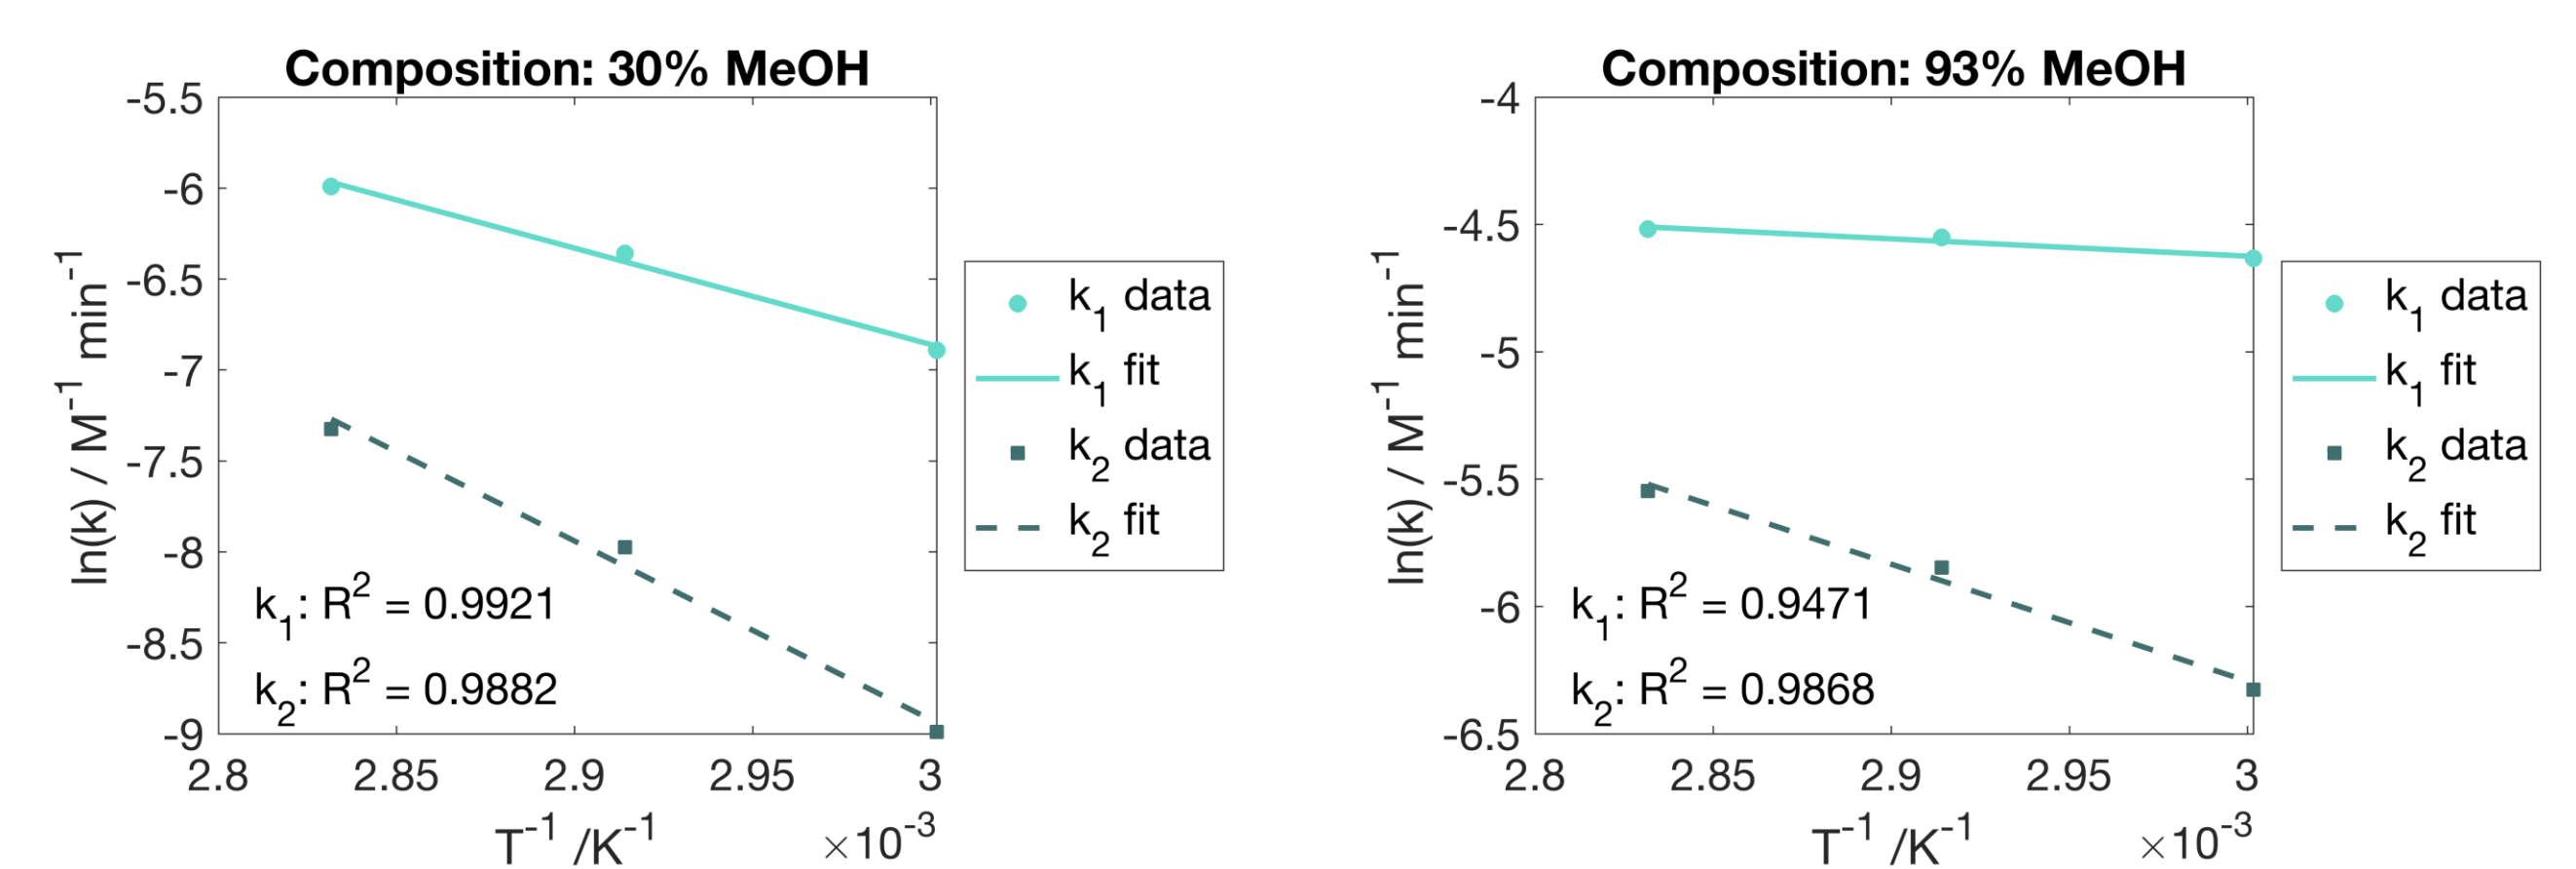 Composition: 30% MeOH
-5.5
-6
-6.5
-7
-7.5
-8
-8.5
-9
ln(k) / M⁻¹ min⁻¹
k₁: R² = 0.9921
k₂: R² = 0.9882
2.8 2.85 2.9 2.95 3
T⁻¹ /K⁻¹
×10⁻³
k₁ data
k₁ fit
k₂ data
k₂ fit
Composition: 93% MeOH
-4
-4.5
-5
-5.5
-6
-6.5
ln(k) / M⁻¹ min⁻¹
k₁: R² = 0.9471
k₂: R² = 0.9868
2.8 2.85 2.9 2.95 3
T⁻¹ /K⁻¹
×10⁻³
k₁ data
k₁ fit
k₂ data
k₂ fit